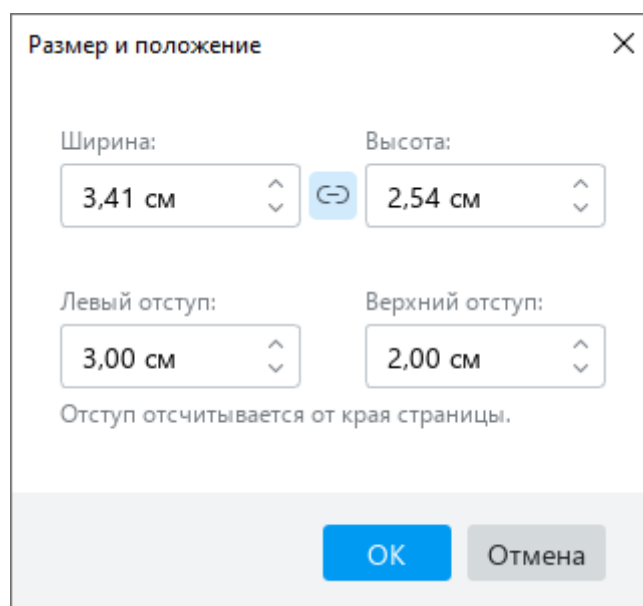 Размер и положение
Ширина: Высота:
3,41 см 2,54 см
Левый отступ: Верхний отступ:
3,00 см 2,00 см
Отступ отсчитывается от края страницы.
ОК Отмена